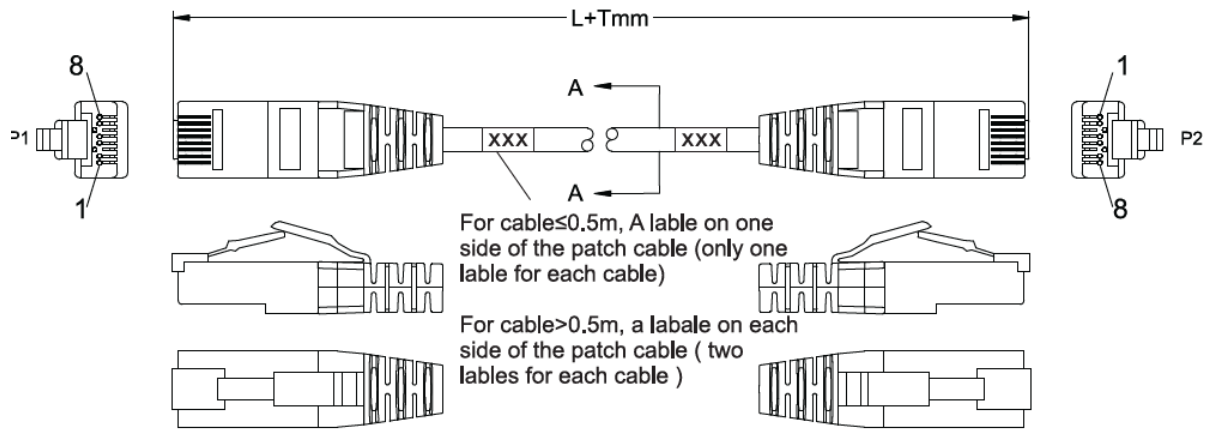 L+Tmm
8
A
1
P1
XXX
XXX
P2
1
A
8
For cable≤0.5m, A lable on one
side of the patch cable (only one
lable for each cable)
For cable>0.5m, a labale on each
side of the patch cable ( two
lables for each cable )